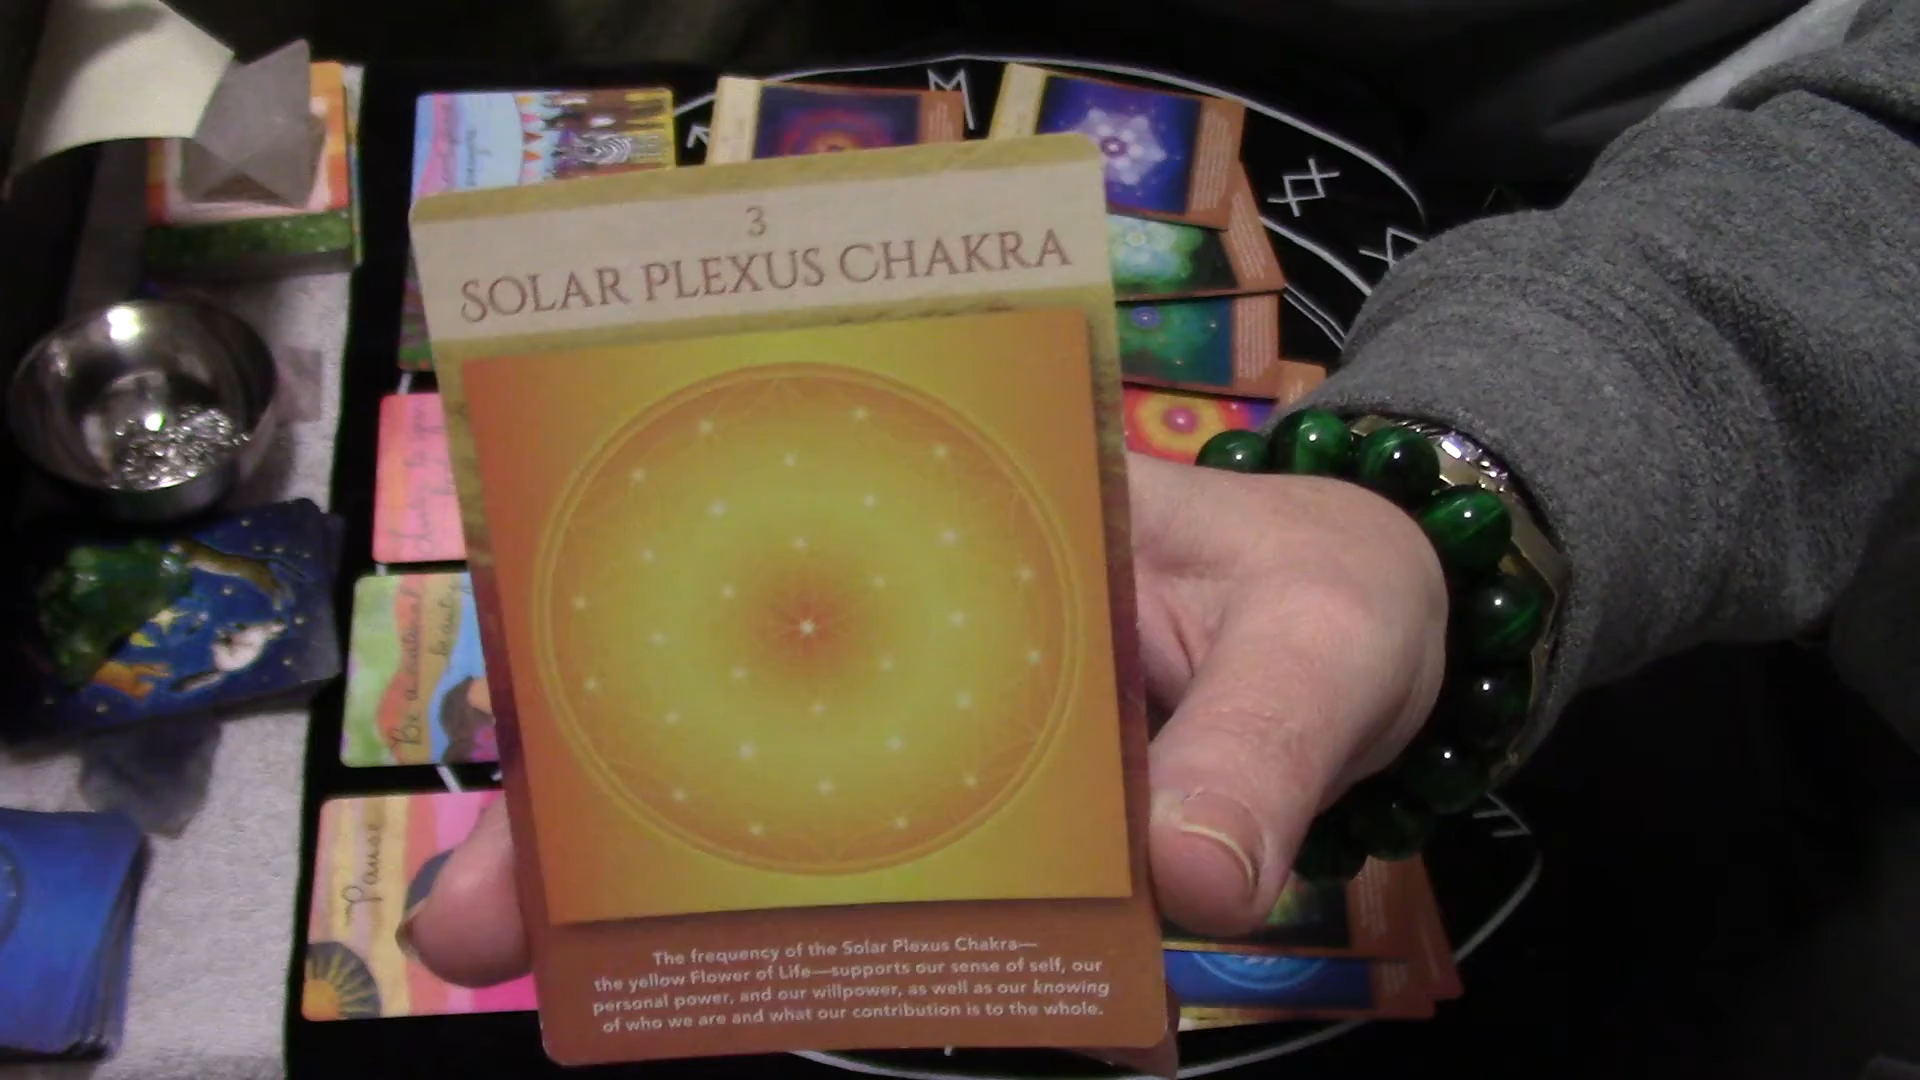 3
SOLAR PLEXUS CHAKRA
The frequency of the Solar Plexus Chakra—
the yellow Flower of Life—supports our sense of self, our
personal power, and our willpower, as well as our knowing
of who we are and what our contribution is to the whole.
Be a natural
beauty
Pause